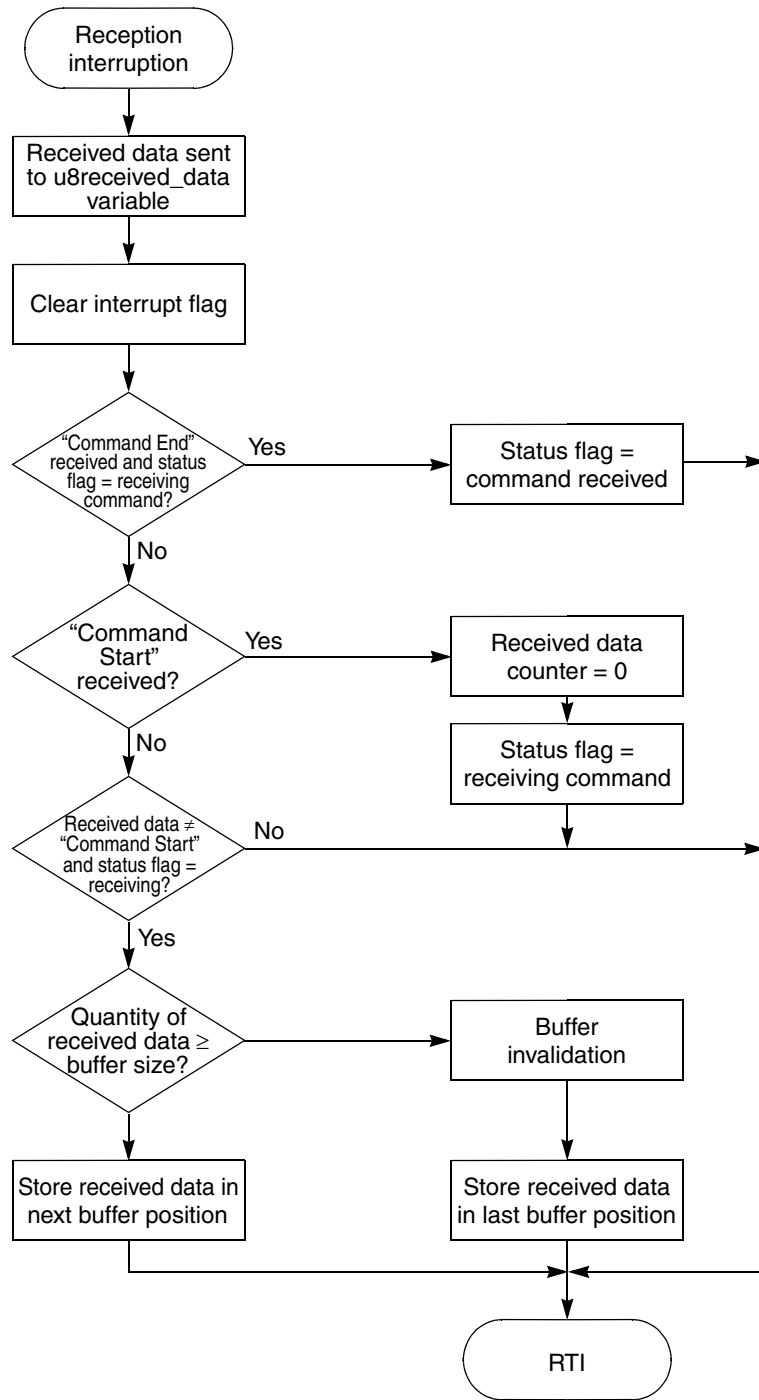 Reception
interruption
Received data sent
to u8received_data
variable
Clear interrupt flag
“Command End”
received and status
flag = receiving
command?
Yes
Status flag =
command received
No
“Command
Start”
received?
Yes
Received data
counter = 0
No
Status flag =
receiving command
Received data ≠
“Command Start”
and status flag =
receiving?
No
Yes
Quantity of
received data ≥
buffer size?
Buffer
invalidation
Store received data in
next buffer position
Store received data
in last buffer position
RTI